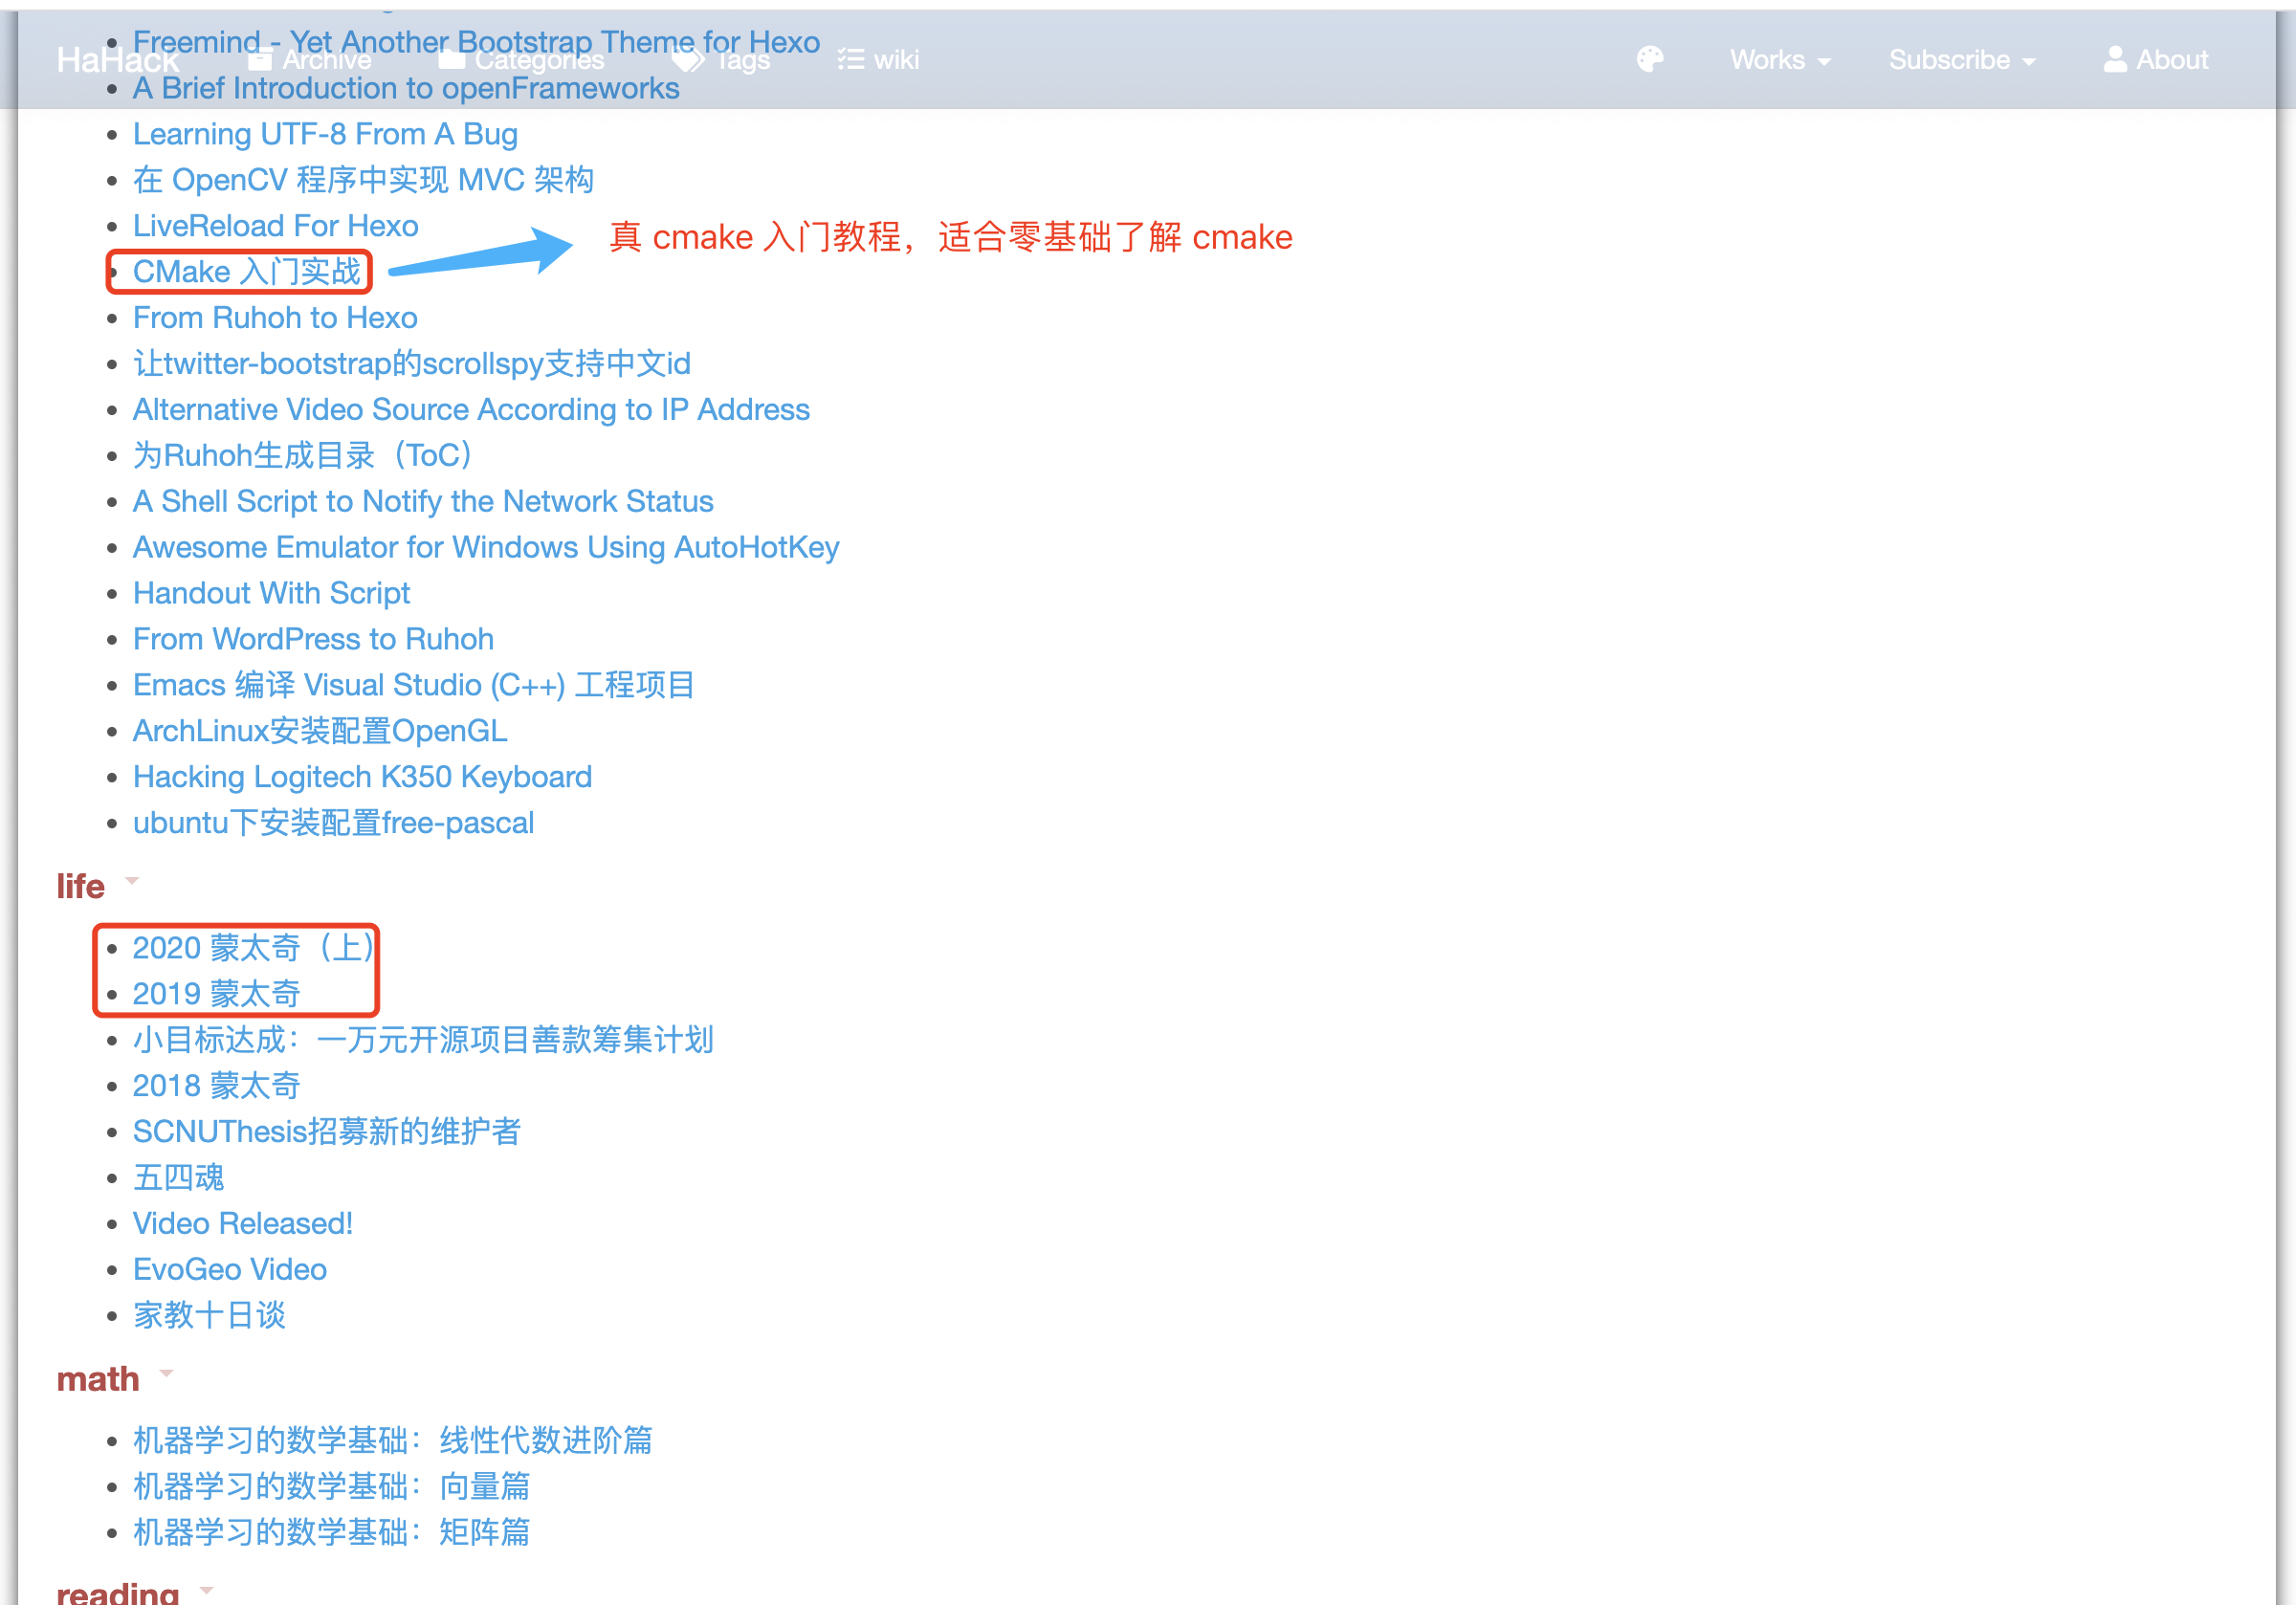 Freemind - Yet Another Bootstrap Theme for Hexo
HaHack Archive Categories Tags wiki Works Subscribe About
A Brief Introduction to openFrameworks
Learning UTF-8 From A Bug
在 OpenCV 程序中实现 MVC 架构
LiveReload For Hexo
真 cmake 入门教程，适合零基础了解 cmake
CMake 入门实战
From Ruhoh to Hexo
让twitter-bootstrap的scrollspy支持中文id
Alternative Video Source According to IP Address
为Ruhoh生成目录（ToC）
A Shell Script to Notify the Network Status
Awesome Emulator for Windows Using AutoHotKey
Handout With Script
From WordPress to Ruhoh
Emacs 编译 Visual Studio (C++) 工程项目
ArchLinux安装配置OpenGL
Hacking Logitech K350 Keyboard
ubuntu下安装配置free-pascal
life
2020 蒙太奇（上）
2019 蒙太奇
小目标达成：一万元开源项目善款筹集计划
2018 蒙太奇
SCNUThesis招募新的维护者
五四魂
Video Released!
EvoGeo Video
家教十日谈
math
机器学习的数学基础：线性代数进阶篇
机器学习的数学基础：向量篇
机器学习的数学基础：矩阵篇
reading